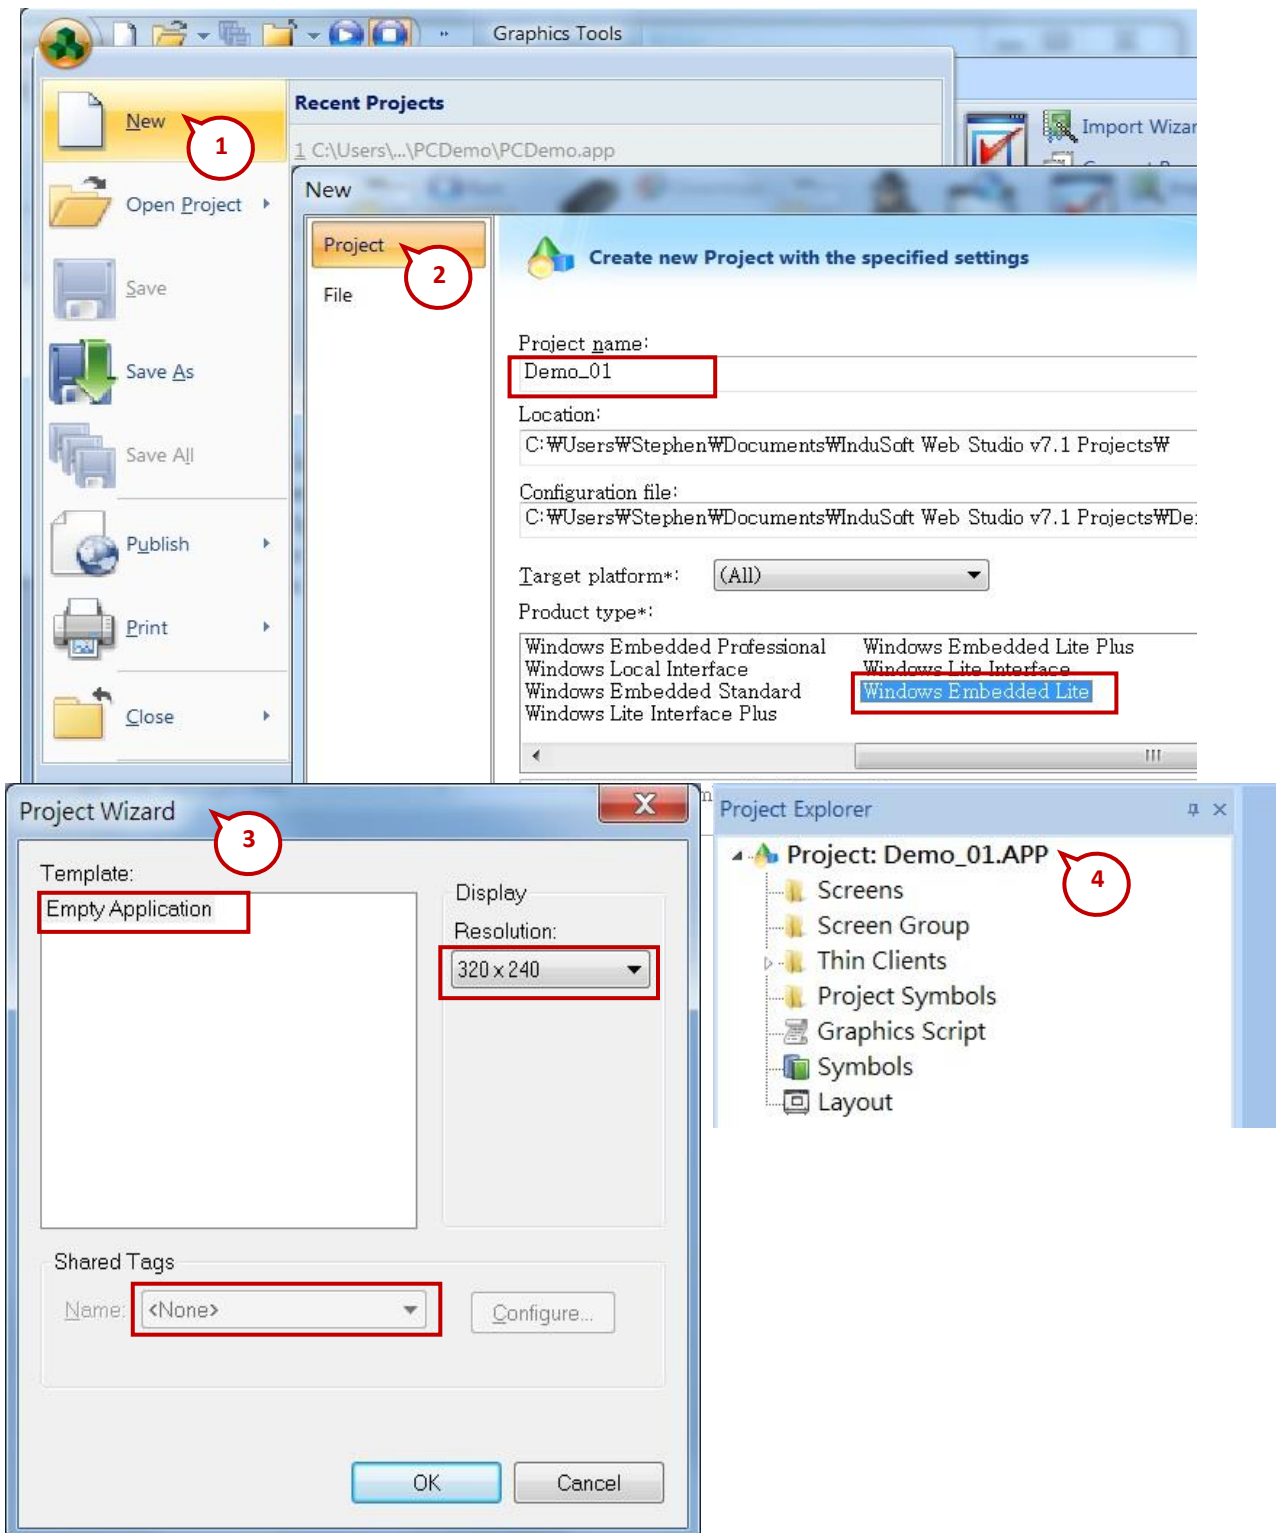 Graphics Tools
New
1
Recent Projects
1 C:\Users\...\PCDemo\PCDemo.app
Import Wizar
Open Project
Save
Save As
Save All
Publish
Print
Close
New
Project
2
File
Create new Project with the specified settings
Project name:
Demo_01
Location:
C:₩Users₩Stephen₩Documents₩InduSoft Web Studio v7.1 Projects₩
Configuration file:
C:₩Users₩Stephen₩Documents₩InduSoft Web Studio v7.1 Projects₩De
Target platform*: (All)
Product type*:
Windows Embedded Professional Windows Embedded Lite Plus
Windows Local Interface Windows Lite Interface
Windows Embedded Standard Windows Embedded Lite
Windows Lite Interface Plus
Project Wizard
3
Template:
Empty Application
Display
Resolution:
320 x 240
Shared Tags
Name: <None>
Configure...
OK Cancel
Project Explorer
Project: Demo_01.APP
4
Screens
Screen Group
Thin Clients
Project Symbols
Graphics Script
Symbols
Layout